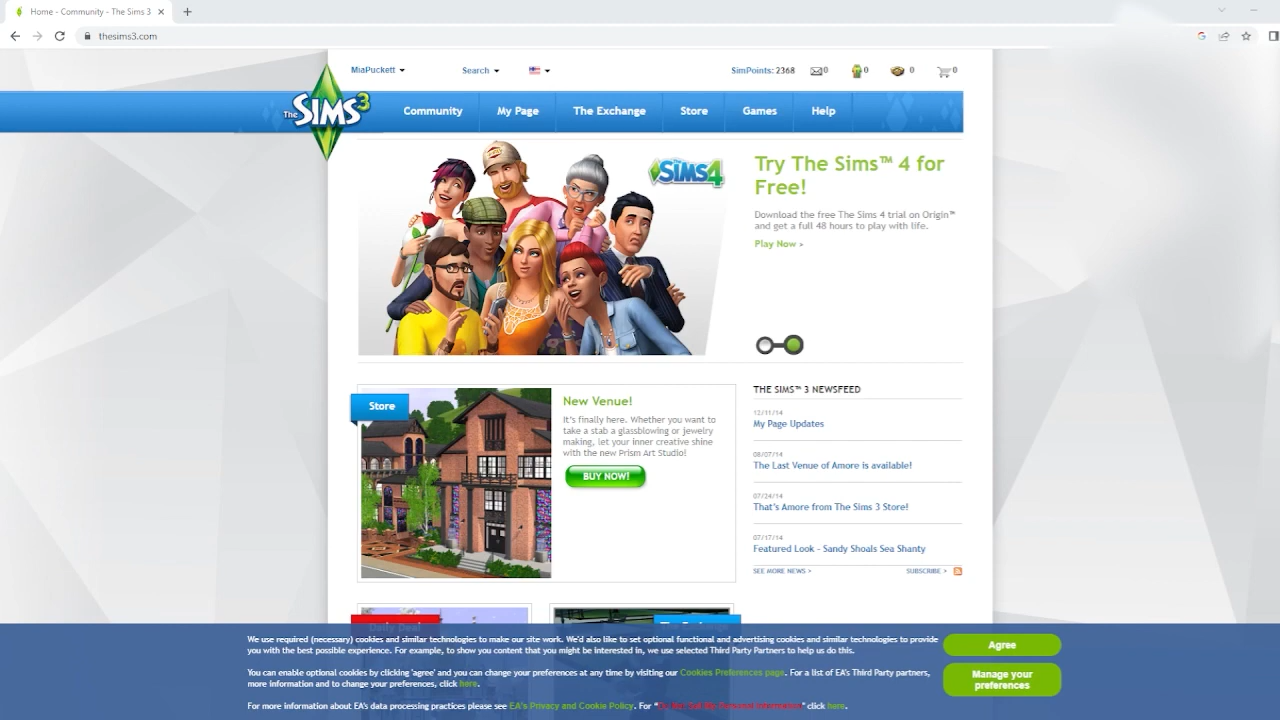 Home - Community - The Sims 3
thesims3.com
MiaPuckett
Search
SimPoints: 2368
0
0
0
0
The SIMS 3
Community
My Page
The Exchange
Store
Games
Help
The SIMS 4
Try The Sims™ 4 for
Free!
Download the free The Sims 4 trial on Origin™
and get a full 48 hours to play with life.
Play Now >
Store
New Venue!
It's finally here. Whether you want to
take a stab a glassblowing or jewelry
making, let your inner creative shine
with the new Prism Art Studio!
BUY NOW!
THE SIMS™ 3 NEWSFEED
12/11/14
My Page Updates
08/07/14
The Last Venue of Amore is available!
07/24/14
That's Amore from The Sims 3 Store!
07/17/14
Featured Look - Sandy Shoals Sea Shanty
SEE MORE NEWS >
SUBSCRIBE >
Daily Deal
The Exchange
We use required (necessary) cookies and similar technologies to make our site work. We'd also like to set optional functional and advertising cookies and similar technologies to provide
you with the best possible experience. For example, to show you content that you might be interested in, we use selected Third Party Partners to help us do this.
You can enable optional cookies by clicking 'agree' and you can change your preferences at any time by visiting our Cookies Preferences page. For a list of EA's Third Party partners,
more information and to change your preferences, click here.
For more information about EA's data processing practices please see EA's Privacy and Cookie Policy. For "Do Not Sell My Personal Information" click here.
Agree
Manage your
preferences